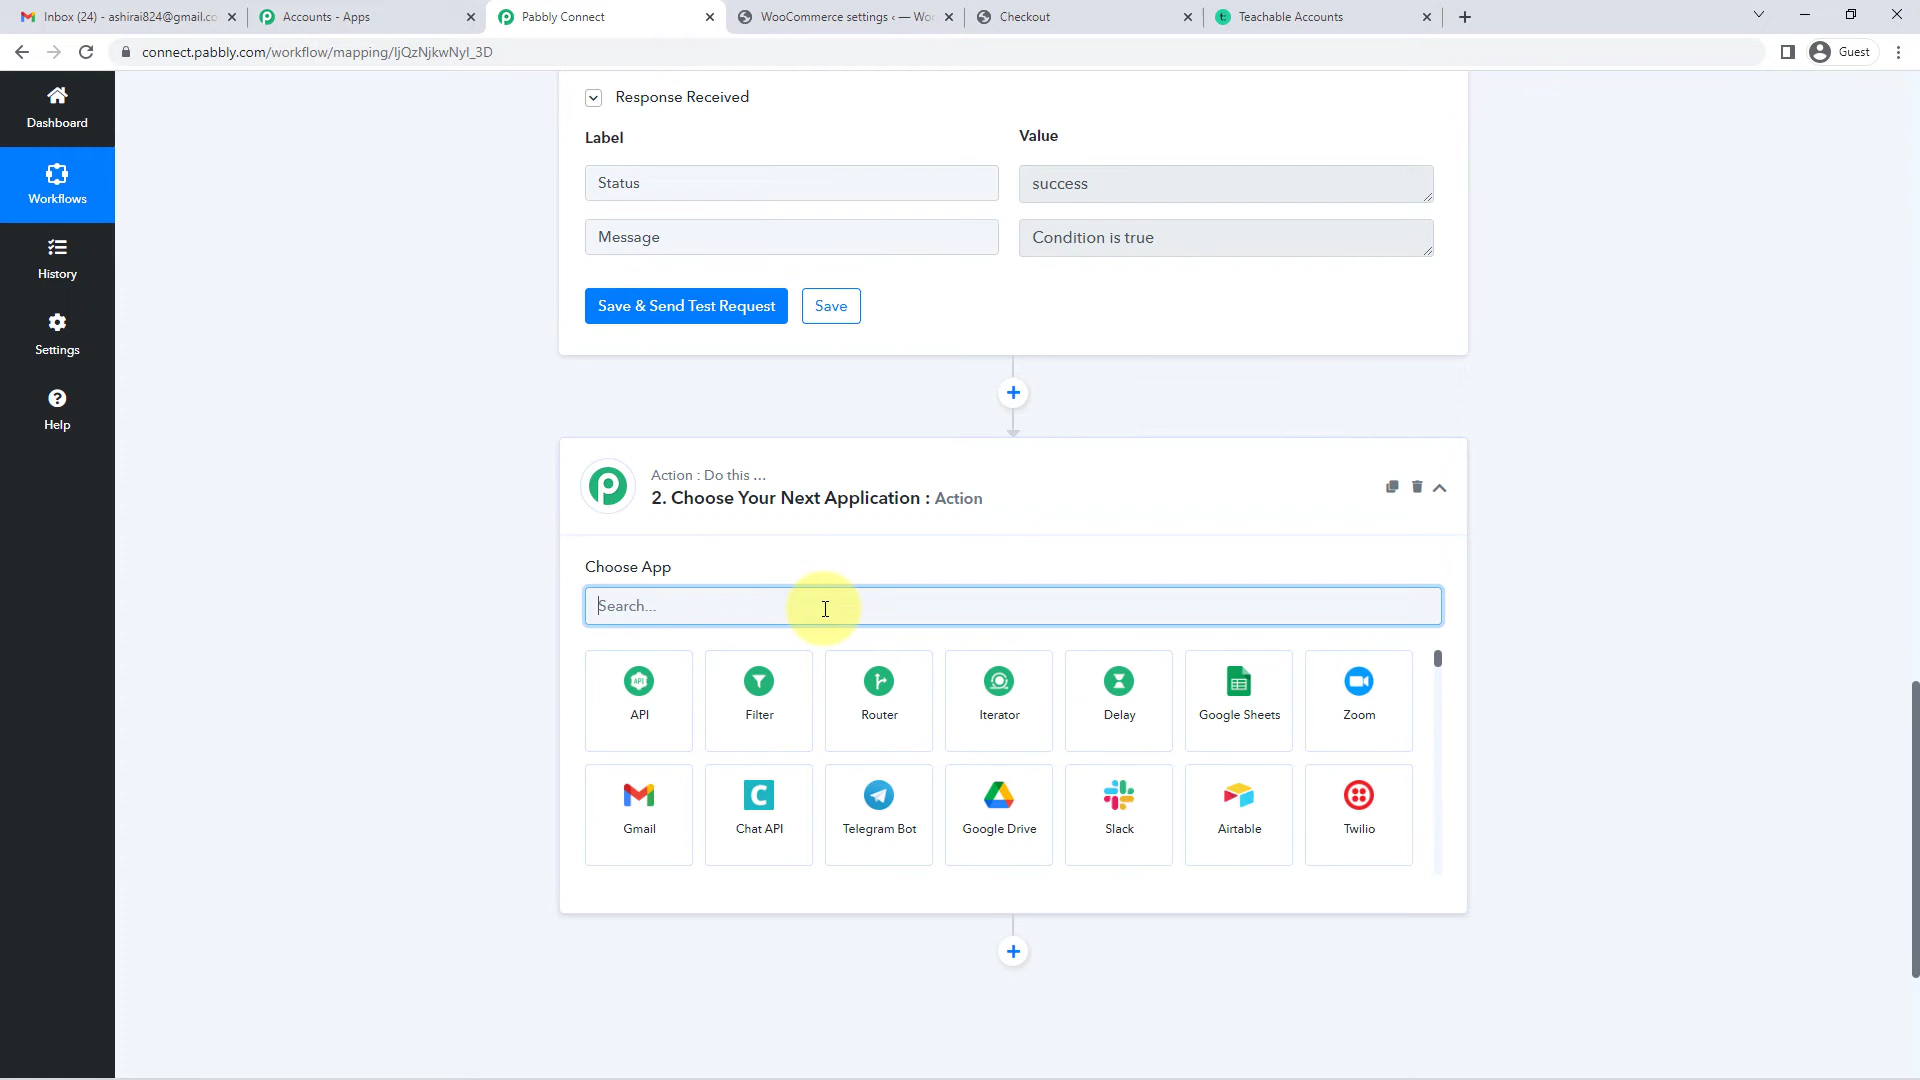 Inbox (24) - ashirai824@gmail.co
Accounts - Apps
Pabbly Connect
WooCommerce settings ‹ — Wo
Checkout
Teachable Accounts
connect.pabbly.com/workflow/mapping/IjQzNjkwNyI_3D
Guest
Dashboard
Workflows
History
Settings
Help
Response Received
Label
Value
Status
success
Message
Condition is true
Save & Send Test Request
Save
Action : Do this ...
2. Choose Your Next Application : Action
Choose App
Search...
API
Filter
Router
Iterator
Delay
Google Sheets
Zoom
Gmail
Chat API
Telegram Bot
Google Drive
Slack
Airtable
Twilio